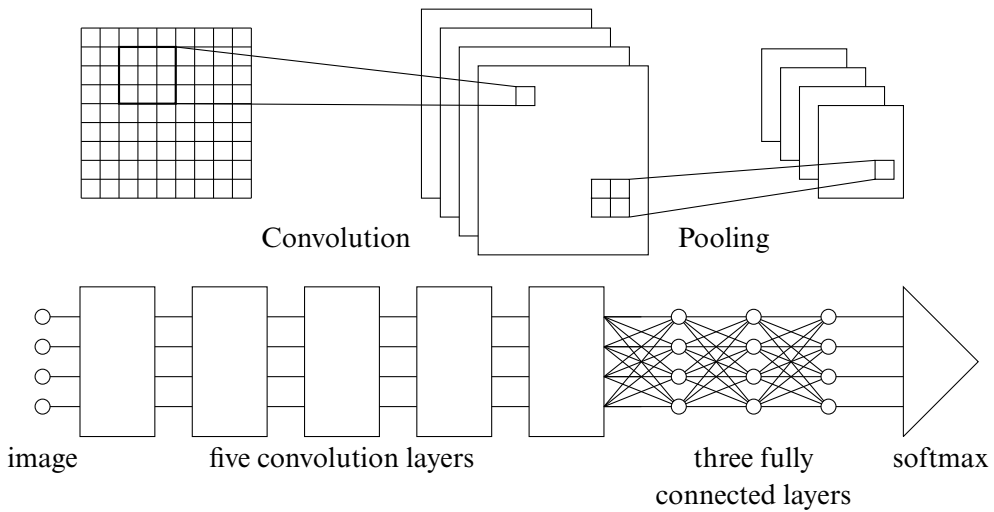 Convolution
Pooling
image
five convolution layers
three fully
connected layers
softmax